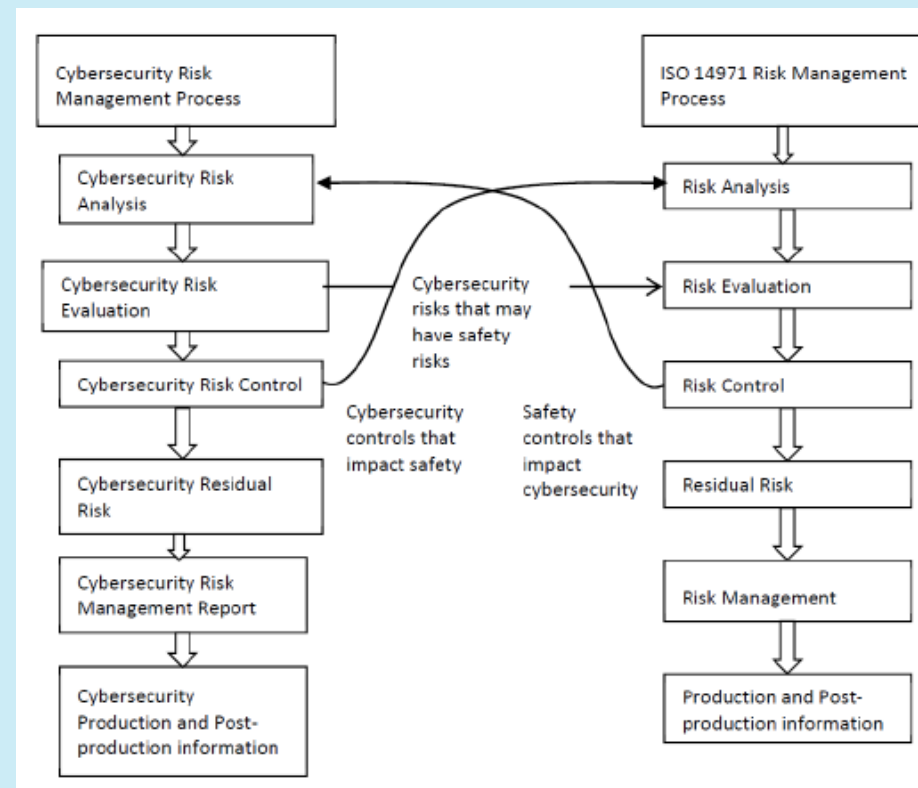 Cybersecurity Risk
Management Process
ISO 14971 Risk Management
Process
Cybersecurity Risk
Analysis
Risk Analysis
Cybersecurity Risk
Evaluation
Cybersecurity
risks that may
have safety
risks
Risk Evaluation
Cybersecurity Risk Control
Risk Control
Cybersecurity
controls that
impact safety
Safety
controls that
impact
cybersecurity
Cybersecurity Residual
Risk
Residual Risk
Cybersecurity Risk
Management Report
Risk Management
Cybersecurity
Production and Post-
production information
Production and Post-
production information